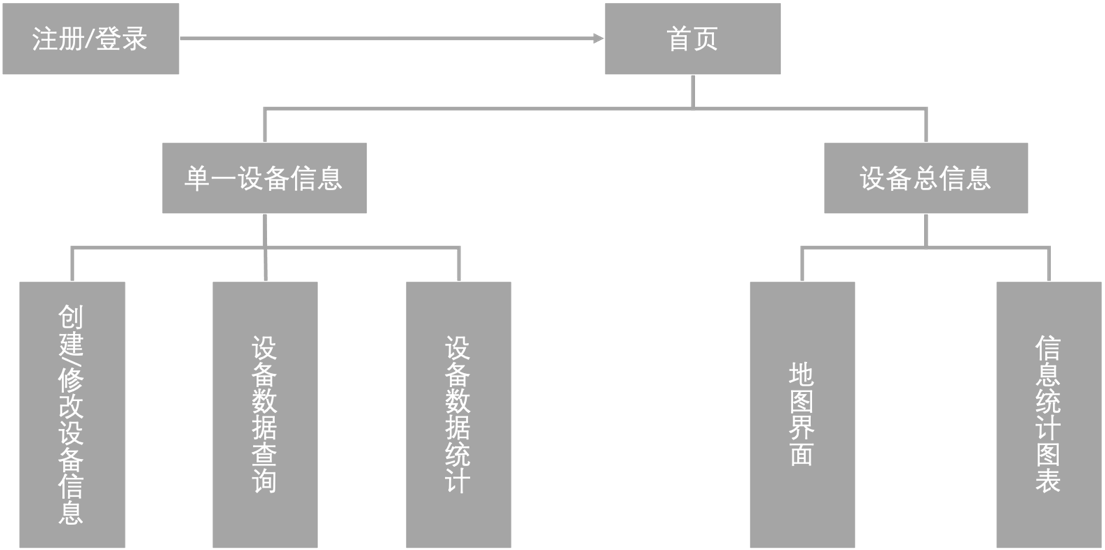 注册/登录
首页
单一设备信息
设备总信息
创建/修改设备信息
设备数据查询
设备数据统计
地图界面
信息统计图表